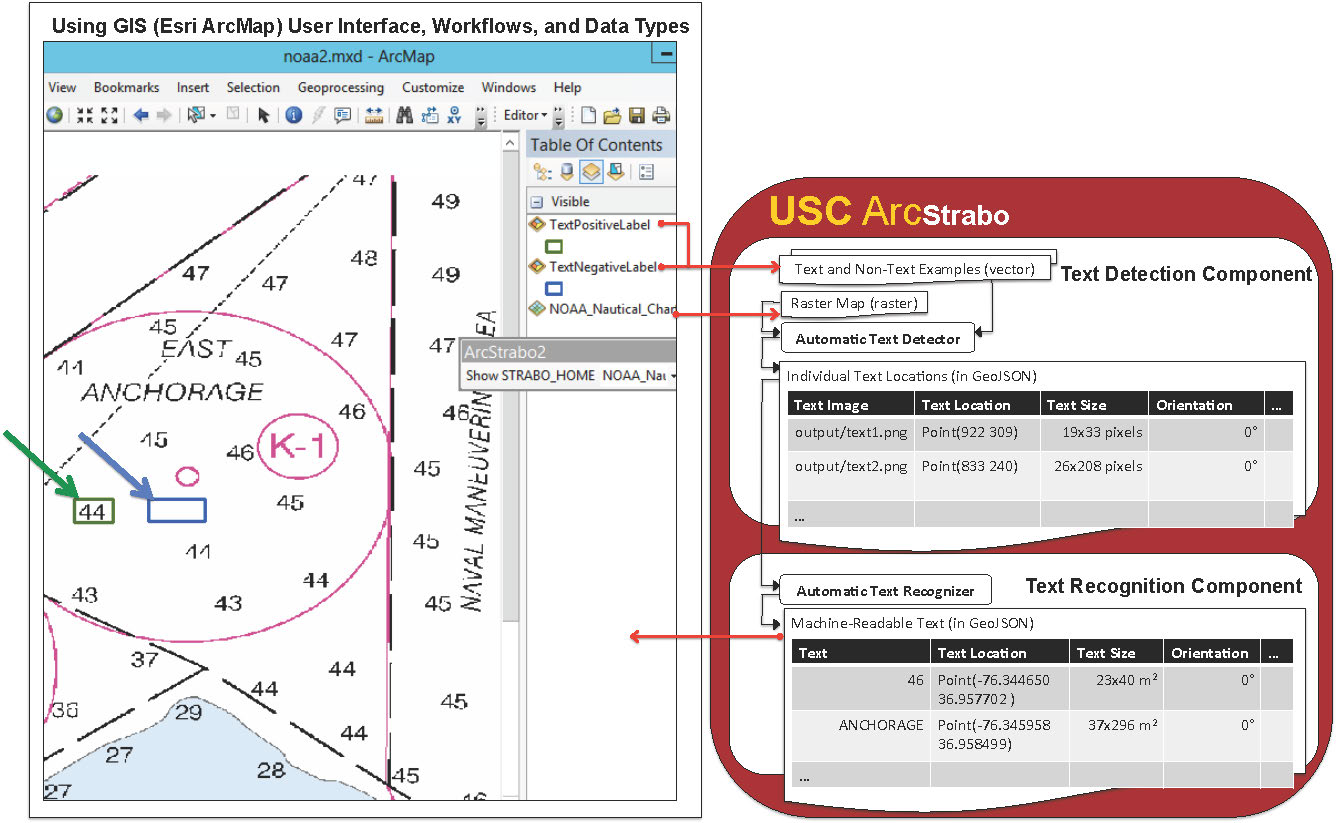 Using GIS (Esri ArcMap) User Interface, Workflows, and Data Types
noaa2.mxd - ArcMap
View Bookmarks Insert Selection Geoprocessing Customize Windows Help
XY
Editor
Table Of Contents
Visible
TextPositiveLabel
TextNegativeLabel
NOAA_Nautical_Char
ArcStrabo2
Show STRABO_HOME NOAA_Nau
47
49
48
47
47
49
45
47
47
EAST
45
44
ANCHORAGE
46
46
45
46
K-1
45
45
44
44
45
44
43
43
45
37
44
44
45
36
29
44
27
28
45
27
46
NAVAL MANEUVERING AREA
USC ArcStrabo
Text and Non-Text Examples (vector)
Text Detection Component
Raster Map (raster)
Automatic Text Detector
Individual Text Locations (in GeoJSON)
Text Image Text Location Text Size Orientation ...
output/text1.png Point(922 309) 19x33 pixels 0°
output/text2.png Point(833 240) 26x208 pixels 0°
...
Automatic Text Recognizer
Text Recognition Component
Machine-Readable Text (in GeoJSON)
Text Text Location Text Size Orientation ...
46 Point(-76.344650 23x40 m² 0°
36.957702 )
ANCHORAGE Point(-76.345958 37x296 m² 0°
36.958499)
...